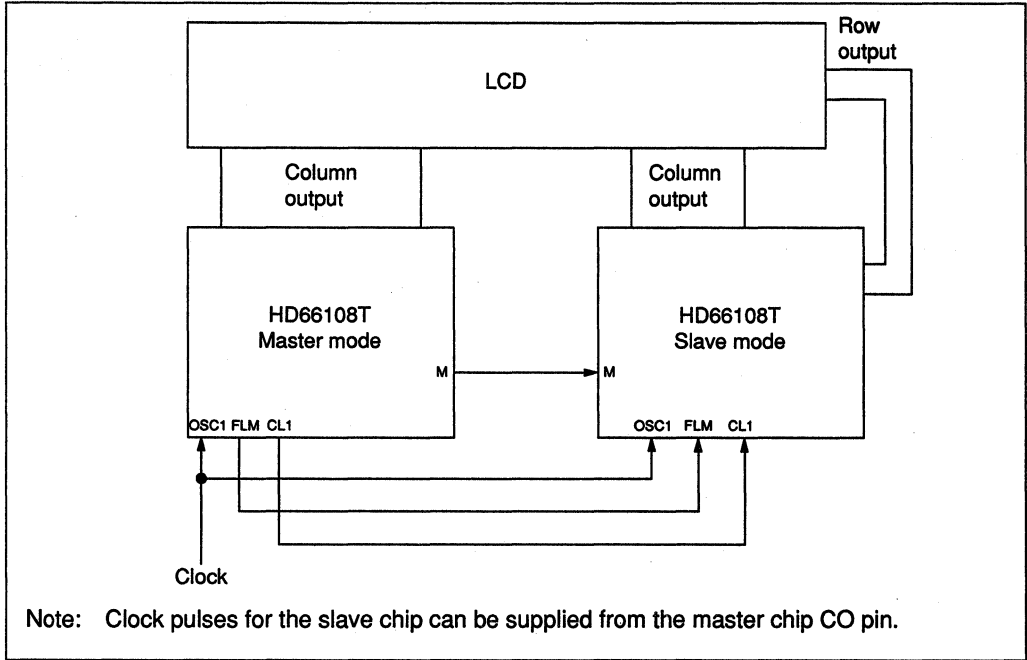 Row
output
LCD
Column
output
Column
output
HD66108T
Master mode
HD66108T
Slave mode
M
M
OSC1 FLM CL1
OSC1 FLM CL1
Clock
Note: Clock pulses for the slave chip can be supplied from the master chip CO pin.